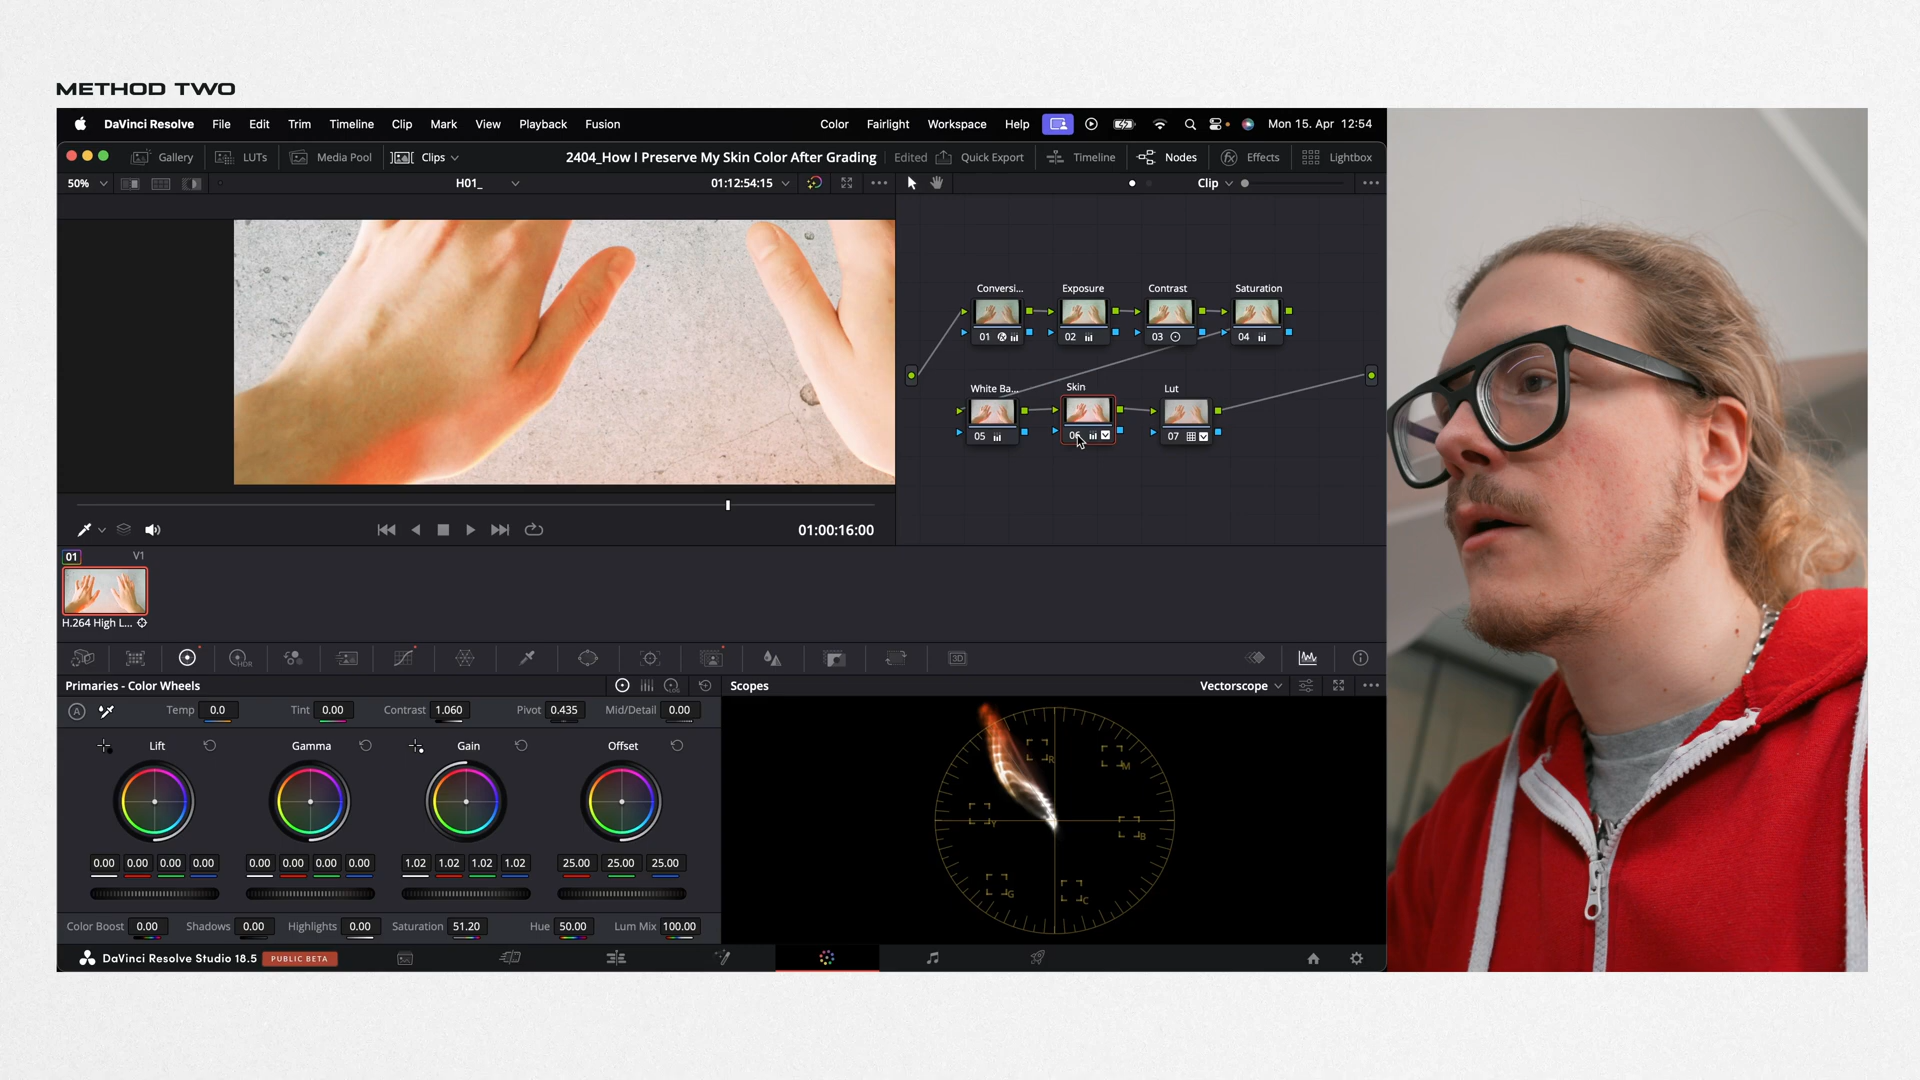 METHOD TWO
DaVinci Resolve File Edit Trim Timeline Clip Mark View Playback Fusion Color Fairlight Workspace Help Mon 15. Apr 12:54
Gallery LUTs Media Pool Clips 2404_How I Preserve My Skin Color After Grading Edited Quick Export Timeline Nodes Effects Lightbox
50% H01_ 01:12:54:15 Clip
Conversi... Exposure Contrast Saturation
01 02 03 04
White Ba... Skin Lut
05 06 07
01:00:16:00
01 V1
H.264 High L...
HDR 3D
Primaries - Color Wheels Scopes Vectorscope
A Temp 0.0 Tint 0.00 Contrast 1.060 Pivot 0.435 Mid/Detail 0.00
Lift Gamma Gain Offset
R M
Y B
G C
0.00 0.00 0.00 0.00 0.00 0.00 0.00 0.00 1.02 1.02 1.02 1.02 25.00 25.00 25.00
Color Boost 0.00 Shadows 0.00 Highlights 0.00 Saturation 51.20 Hue 50.00 Lum Mix 100.00
DaVinci Resolve Studio 18.5 PUBLIC BETA